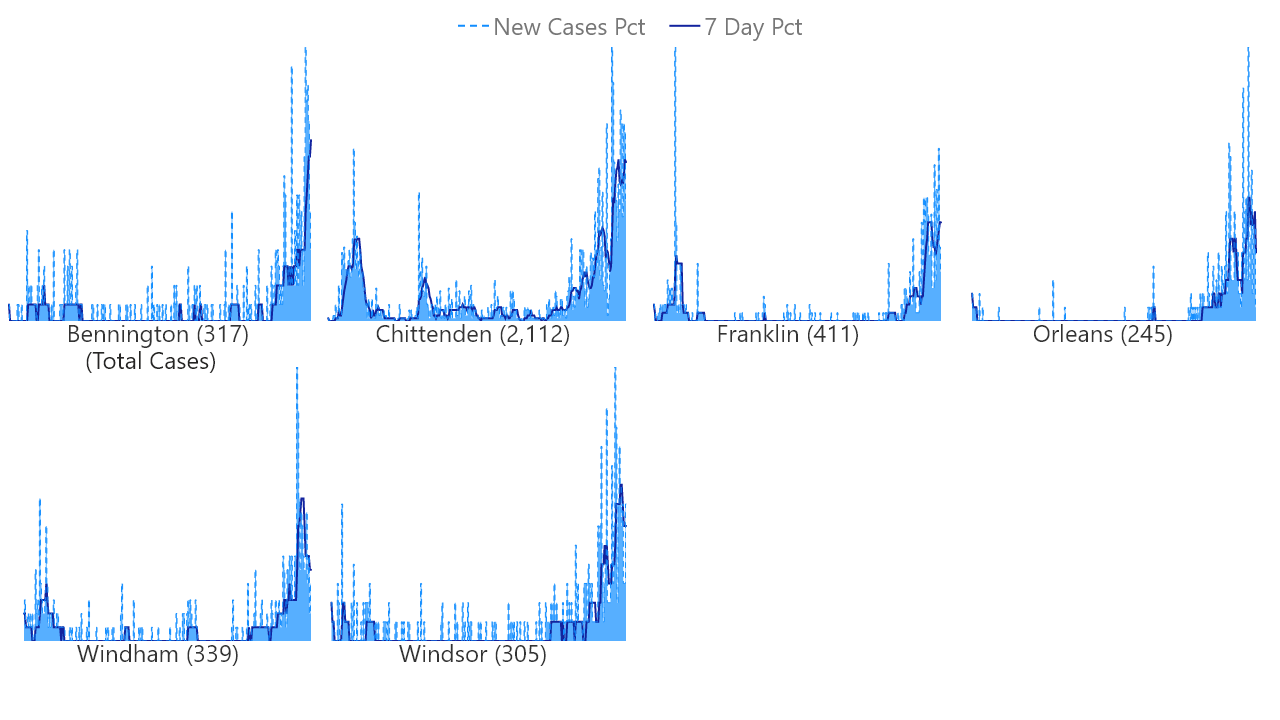 New Cases Pct 7 Day Pct
Bennington (317) Chittenden (2,112) Franklin (411) Orleans (245)
(Total Cases)
Windham (339) Windsor (305)